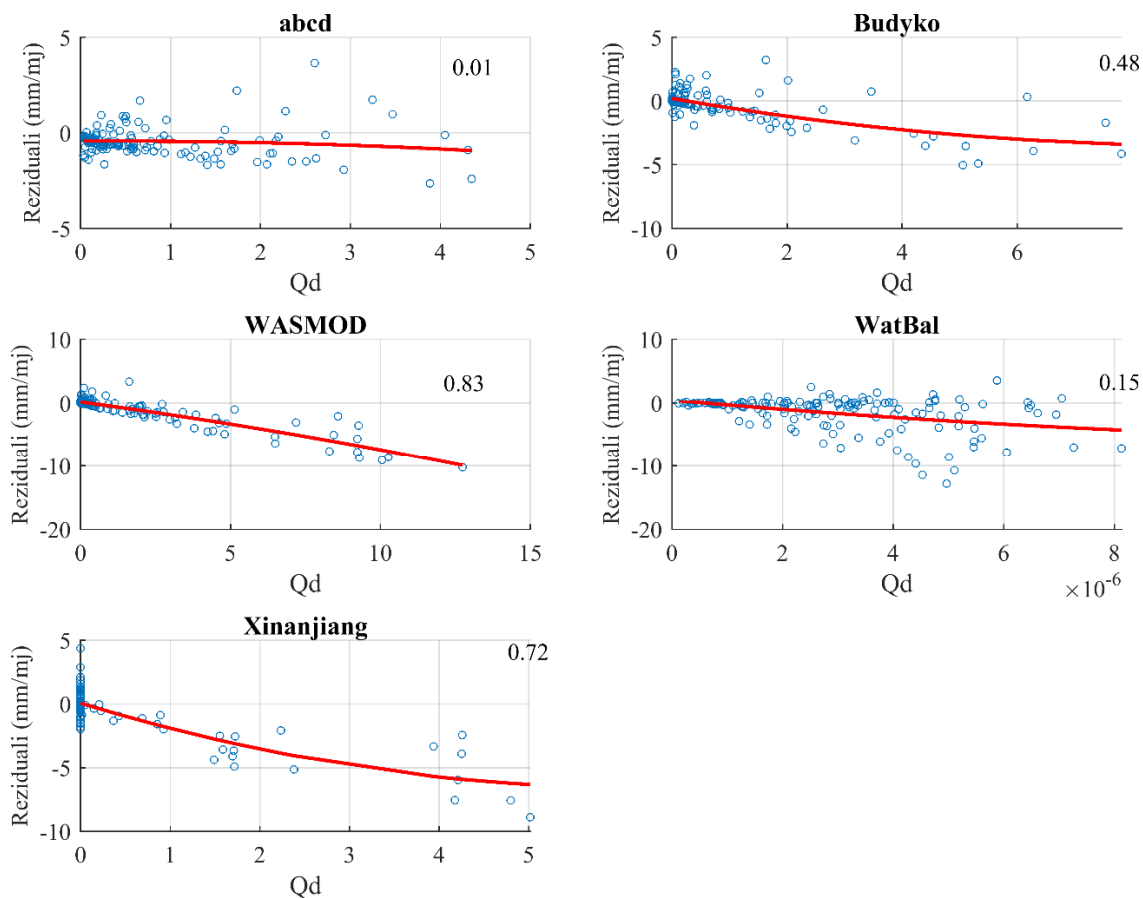 abcd
5
0
-5
Reziduali (mm/mj)
0.01
0 1 2 3 4 5
Qd
Budyko
5
0
-5
-10
Reziduali (mm/mj)
0.48
0 2 4 6
Qd
WASMOD
10
0
-10
-20
Reziduali (mm/mj)
0.83
0 5 10 15
Qd
WatBal
10
0
-10
-20
Reziduali (mm/mj)
0.15
0 2 4 6 8
Qd
×10⁻⁶
Xinanjiang
5
0
-5
-10
Reziduali (mm/mj)
0.72
0 1 2 3 4 5
Qd